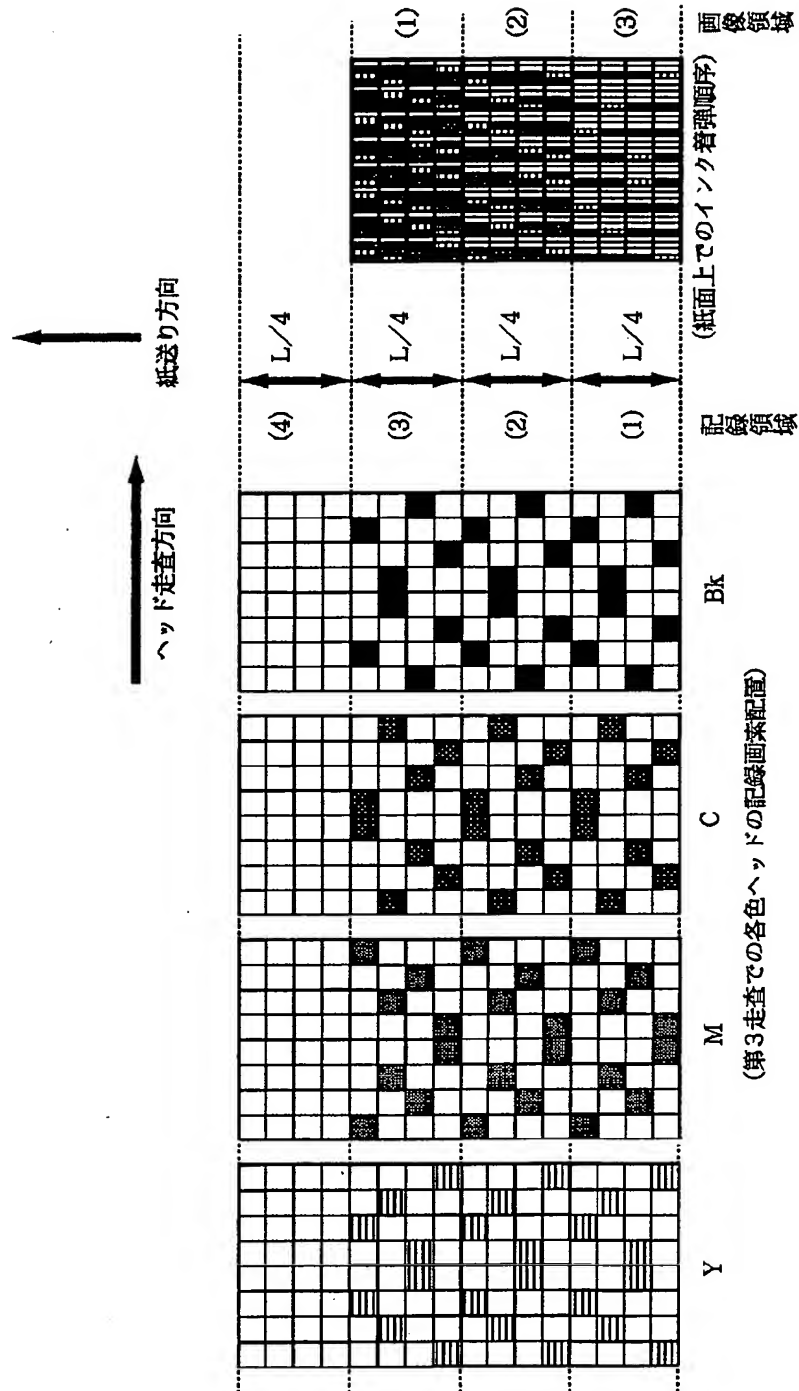 紙送り方向
ヘッド走査方向
画像領域
(1)
(2)
(3)
(紙面上でのインク着弾順序)
L/4
L/4
L/4
L/4
(4)
(3)
(2)
(1)
記録領域
Y
M
C
Bk
(第3走査での各色ヘッドの記録画素配置)